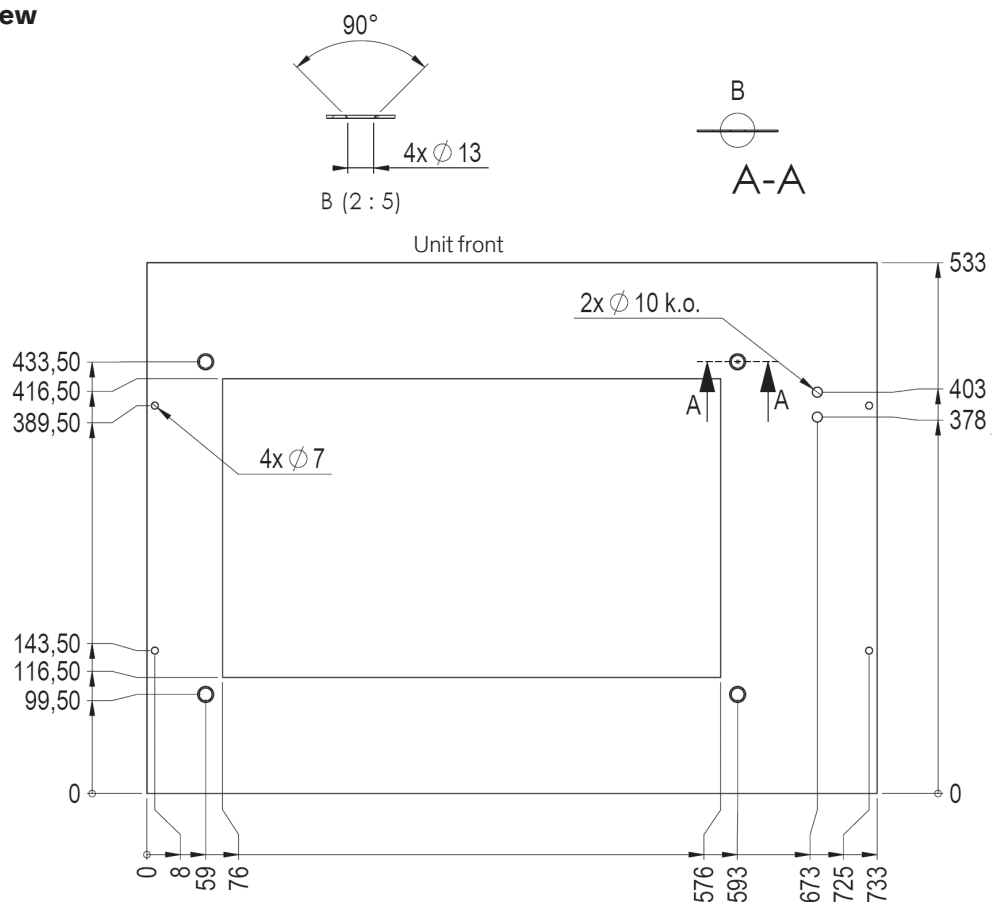 ew
90°
4x ∅ 13
B (2 : 5)
B
A-A
Unit front
533
2x ∅ 10 k.o.
433,50
416,50
389,50
403
378
A
A
4x ∅ 7
143,50
116,50
99,50
0
0
0
8
59
76
576
593
673
725
733